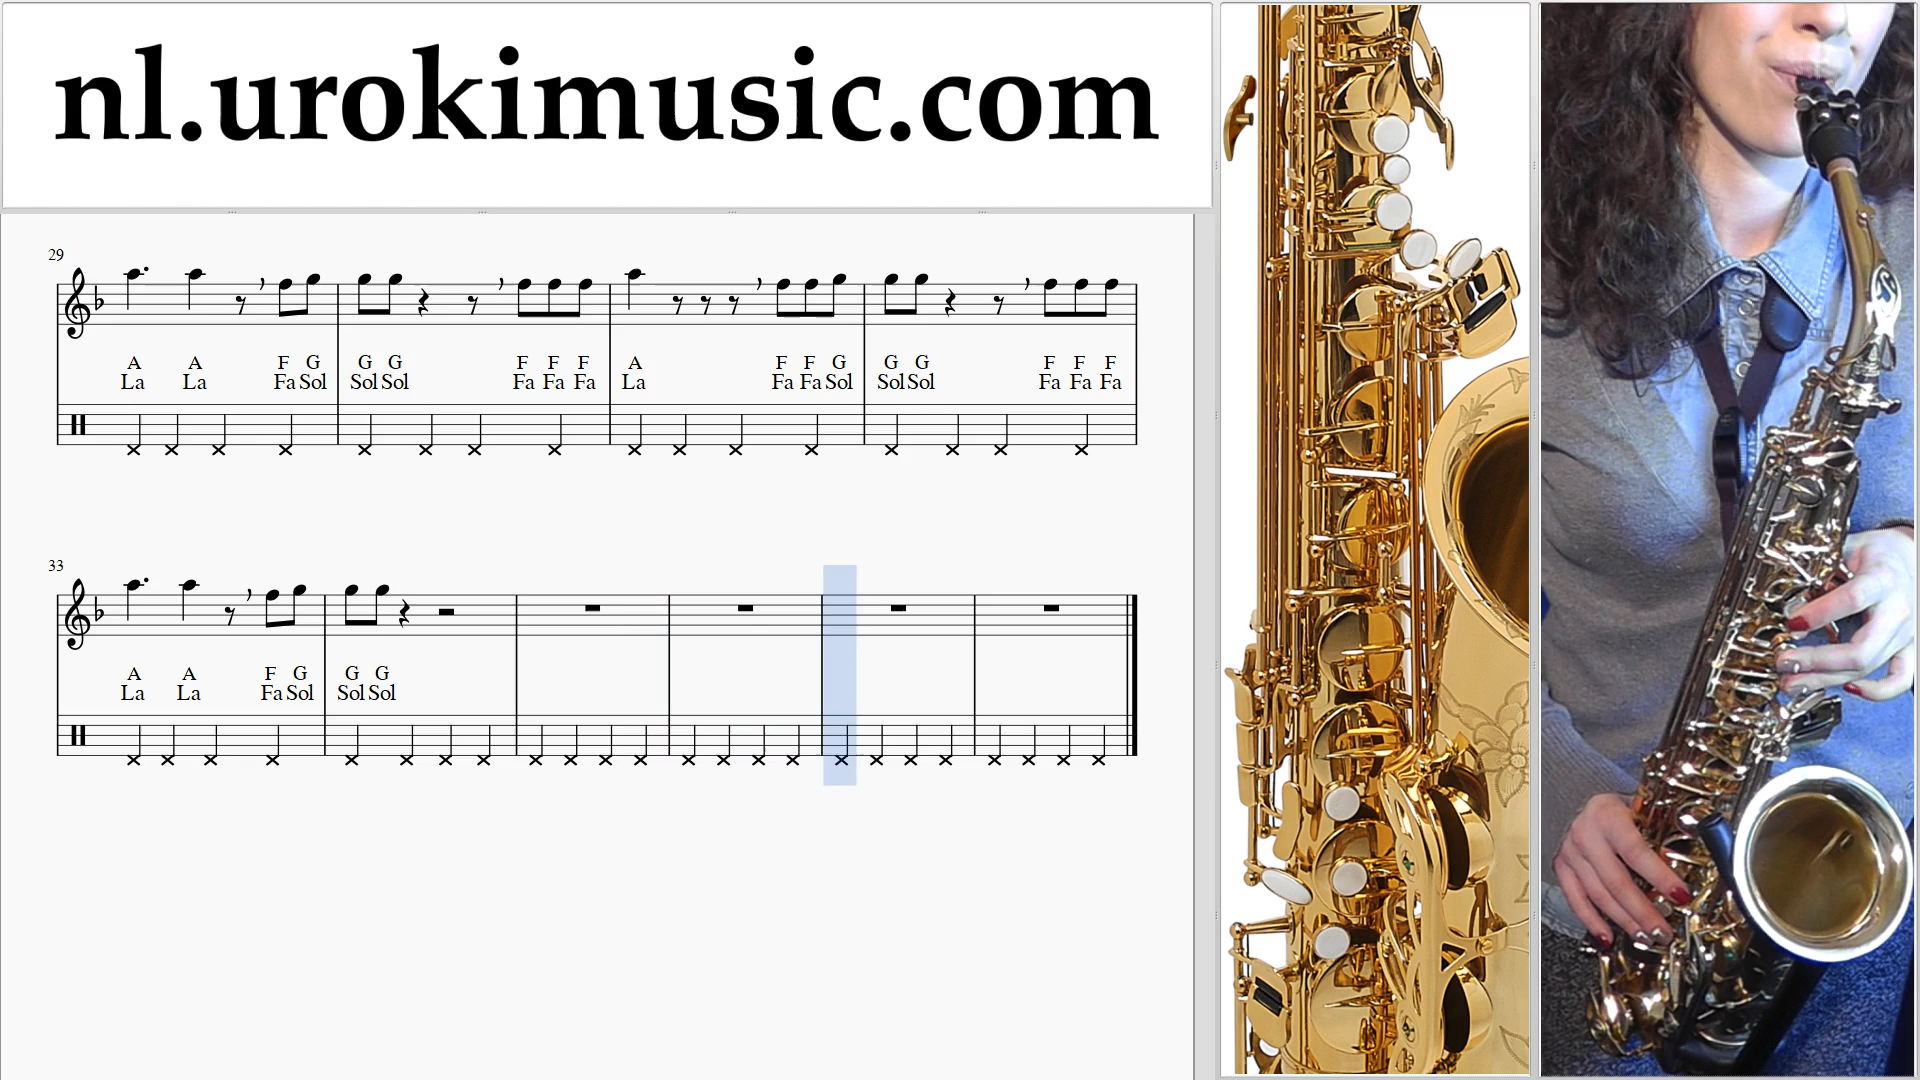 nl.urokimusic.com
29
A A F G G G F F F A F F G G G F F F
La La Fa Sol Sol Sol Fa Fa Fa La Fa Fa Sol Sol Sol Fa Fa Fa
33
A A F G G G
La La Fa Sol Sol Sol